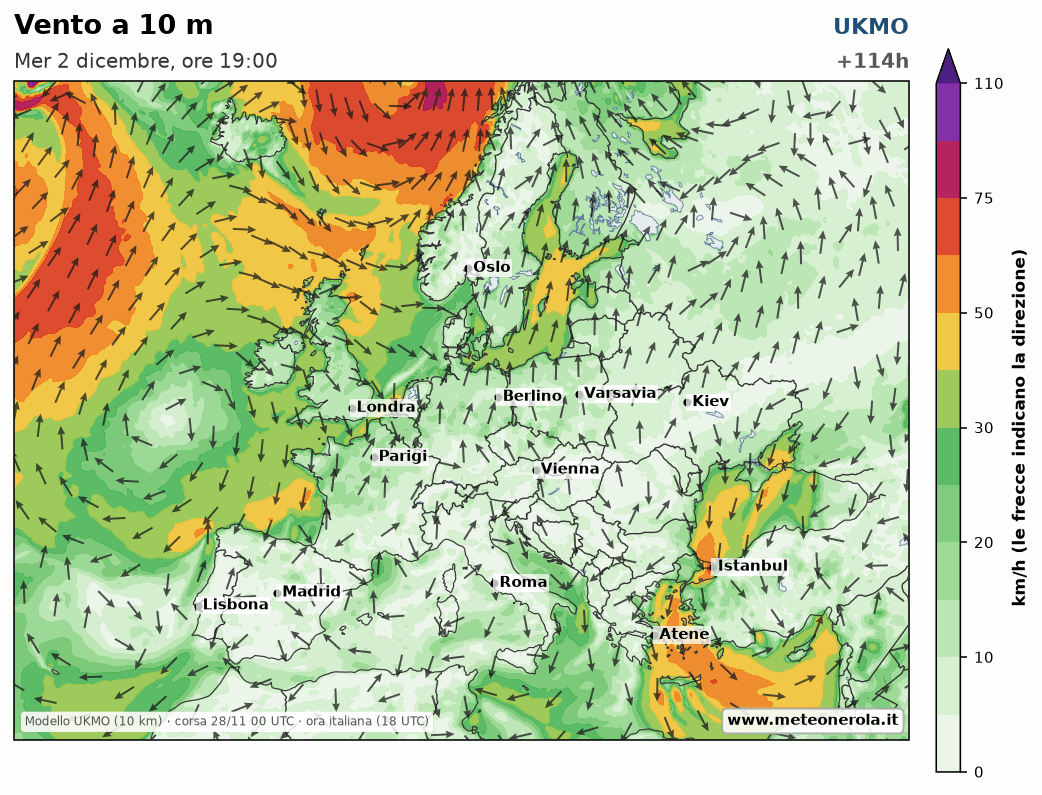 Vento a 10 m
UKMO
Mer 2 dicembre, ore 19:00
+114h
110
75
50
30
20
10
0
km/h (le frecce indicano la direzione)
Oslo
Londra
Berlino
Varsavia
Kiev
Parigi
Vienna
Istanbul
Roma
Madrid
Lisbona
Atene
Modello UKMO (10 km) · corsa 28/11 00 UTC · ora italiana (18 UTC)
www.meteonerola.it